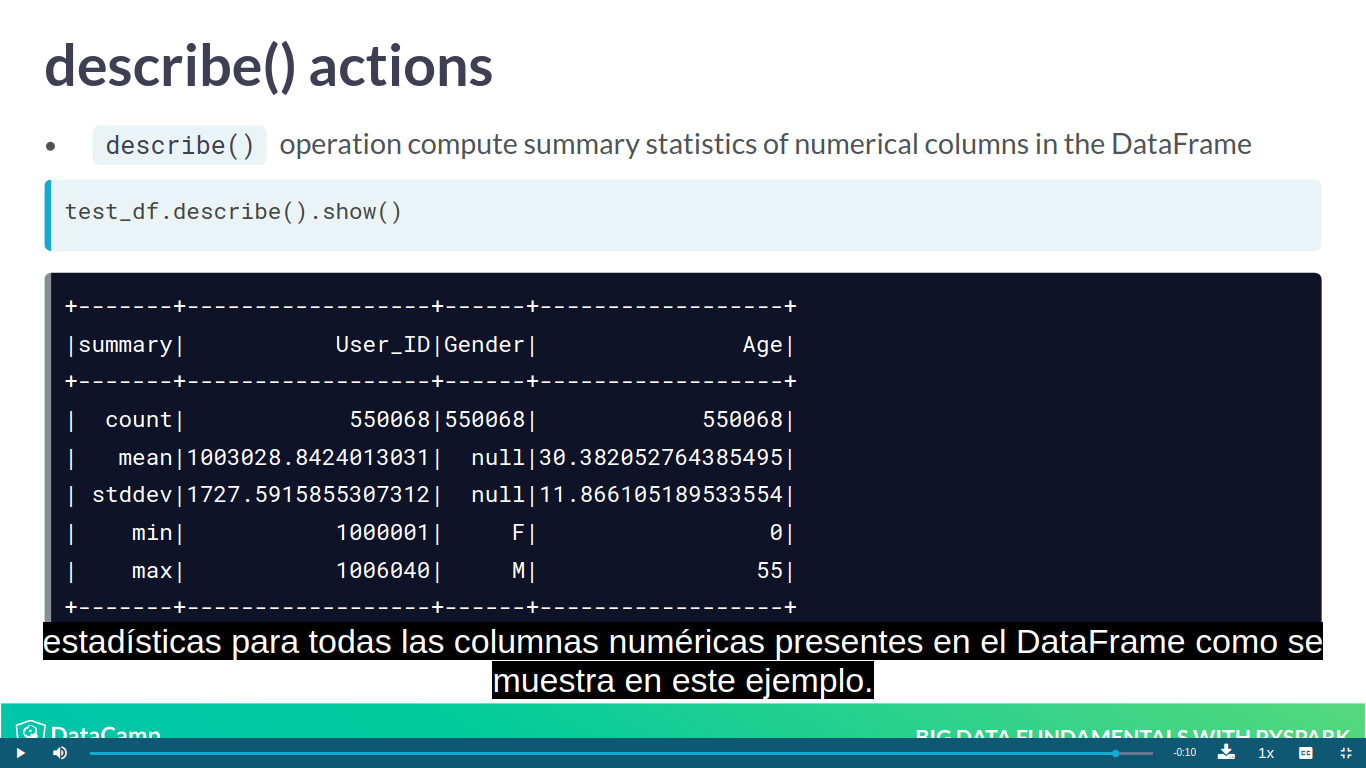 describe() actions
• describe() operation compute summary statistics of numerical columns in the DataFrame
test_df.describe().show()
+-------+------------------+------+------------------+
|summary|           User_ID|Gender|               Age|
+-------+------------------+------+------------------+
|  count|            550068|550068|            550068|
|   mean|1003028.8424013031|  null|30.382052764385495|
| stddev|1727.5915855307312|  null|11.866105189533554|
|    min|           1000001|     F|                 0|
|    max|           1006040|     M|                55|
+-------+------------------+------+------------------+
estadísticas para todas las columnas numéricas presentes en el DataFrame como se
muestra en este ejemplo.
DataCamp
BIG DATA FUNDAMENTALS WITH PYSPARK
-0:10
1x
CC